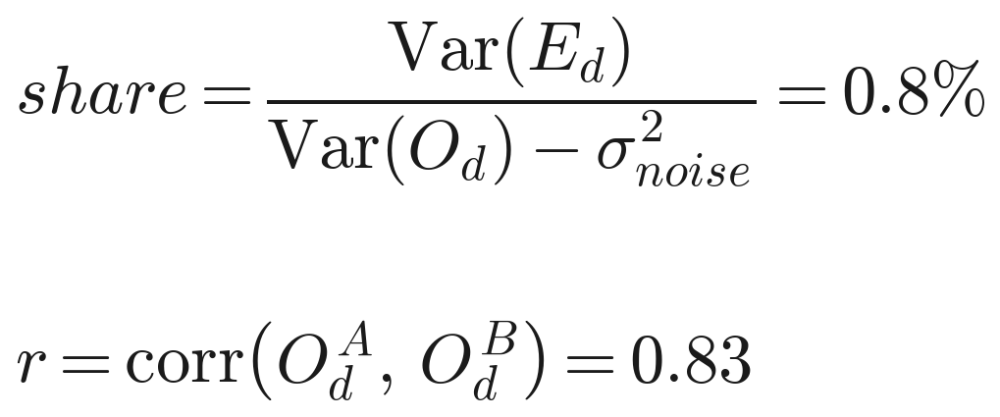 share = Var(E_d) / (Var(O_d) − σ²_noise) = 0.8%
r = corr(O_d^A, O_d^B) = 0.83